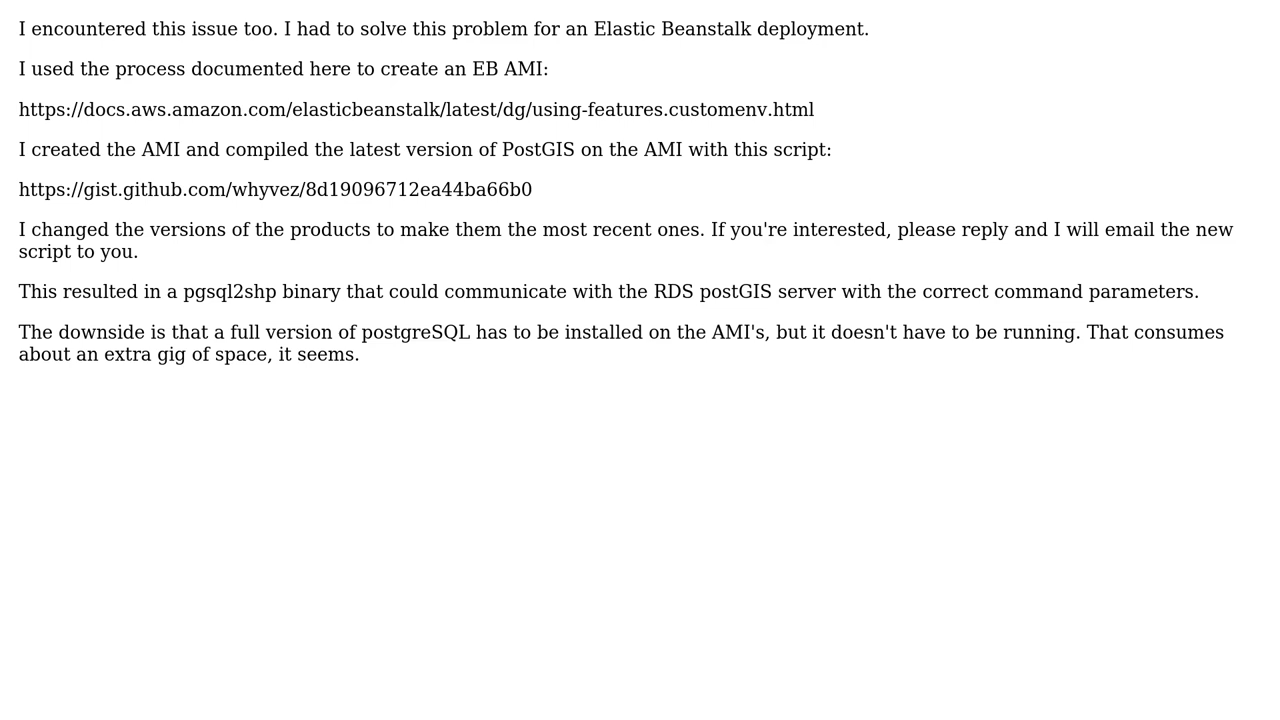 I encountered this issue too. I had to solve this problem for an Elastic Beanstalk deployment.
I used the process documented here to create an EB AMI:
https://docs.aws.amazon.com/elasticbeanstalk/latest/dg/using-features.customenv.html
I created the AMI and compiled the latest version of PostGIS on the AMI with this script:
https://gist.github.com/whyvez/8d19096712ea44ba66b0
I changed the versions of the products to make them the most recent ones. If you're interested, please reply and I will email the new
script to you.
This resulted in a pgsql2shp binary that could communicate with the RDS postGIS server with the correct command parameters.
The downside is that a full version of postgreSQL has to be installed on the AMI's, but it doesn't have to be running. That consumes
about an extra gig of space, it seems.